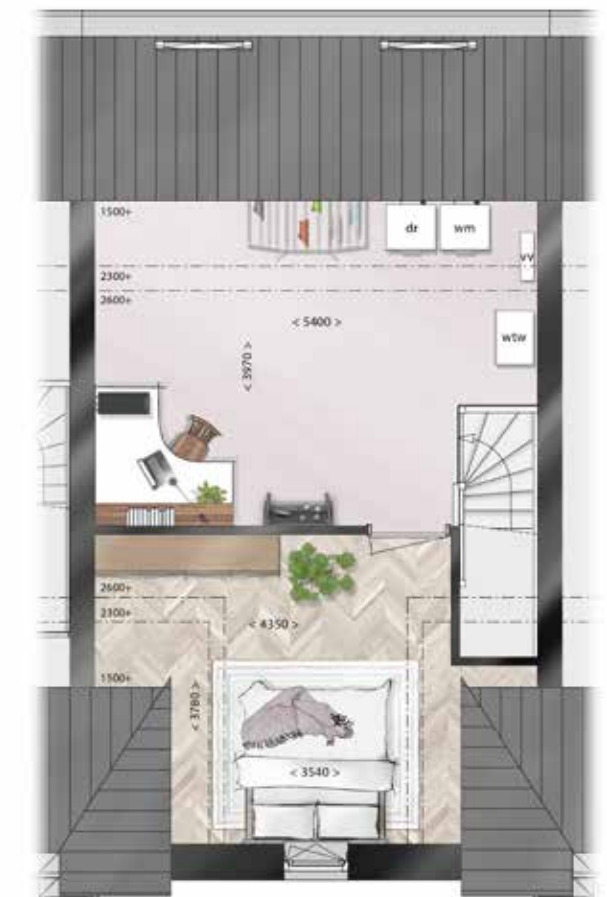 1500+
dr
wm
vv
2300+
2600+
< 5400 >
wtw
< 3970 >
2600+
2300+
< 4350 >
1500+
< 3780 >
< 3540 >